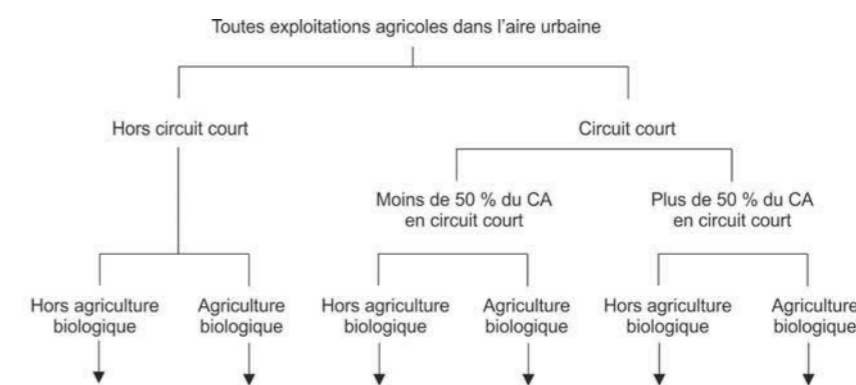 Toutes exploitations agricoles dans l'aire urbaine
Hors circuit court
Circuit court
Moins de 50 % du CA
en circuit court
Plus de 50 % du CA
en circuit court
Hors agriculture
biologique
Agriculture
biologique
Hors agriculture
biologique
Agriculture
biologique
Hors agriculture
biologique
Agriculture
biologique